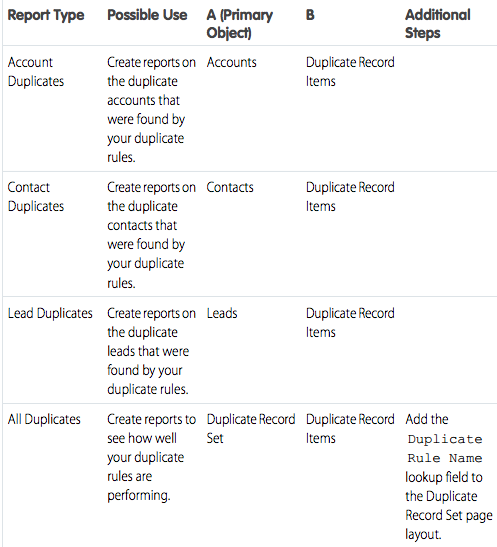 Report Type
Possible Use
A (Primary
Object)
B
Additional
Steps
Account
Duplicates
Create reports on
the duplicate
accounts that
were found by
your duplicate
rules.
Accounts
Duplicate Record
Items
Contact
Duplicates
Create reports on
the duplicate
contacts that
were found by
your duplicate
rules.
Contacts
Duplicate Record
Items
Lead Duplicates
Create reports on
the duplicate
leads that were
found by your
duplicate rules.
Leads
Duplicate Record
Items
All Duplicates
Create reports to
see how well
your duplicate
rules are
performing.
Duplicate Record
Set
Duplicate Record
Items
Add the
Duplicate
Rule Name
lookup field to
the Duplicate
Record Set page
layout.